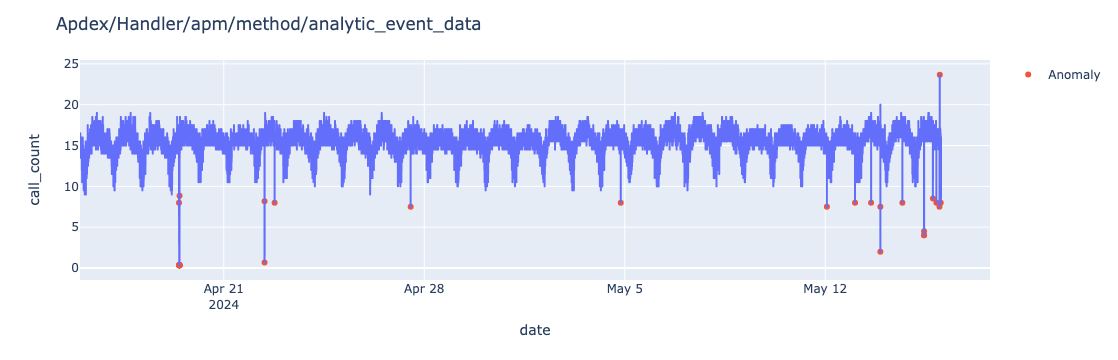 Apdex/Handler/apm/method/analytic_event_data
Anomaly
25
20
15
10
5
0
call_count
Apr 21
2024
Apr 28
May 5
May 12
date